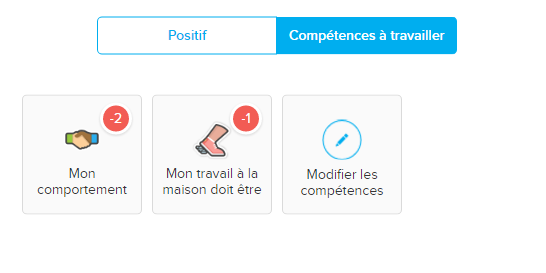 Positif
Compétences à travailler
-2
-1
Mon
comportement
Mon travail à la
maison doit être
Modifier les
compétences